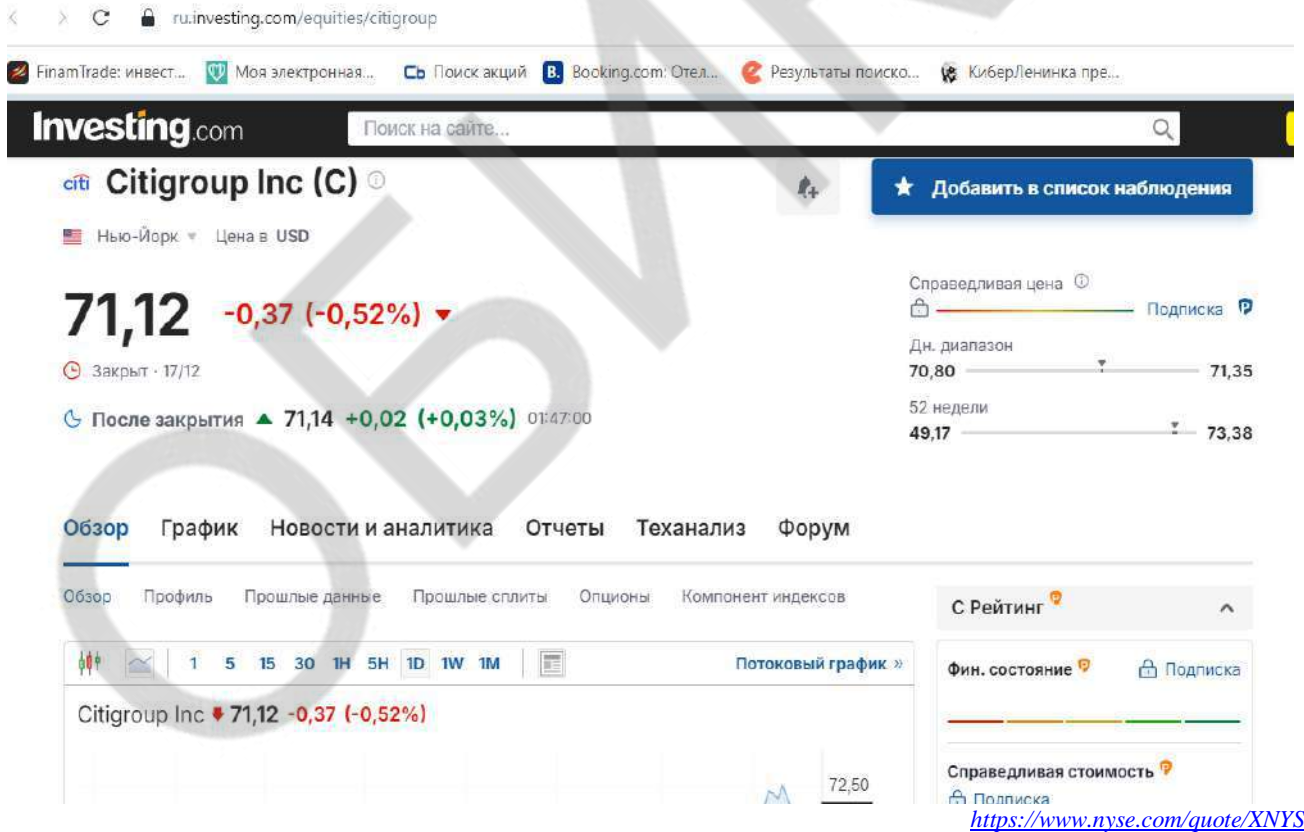 ru.investing.com/equities/citigroup
FinamTrade: инвест... Моя электронная... Сь Поиск акций B. Booking.com: Отел... Результаты поиско... КиберЛенинка пре...
Investing.com Поиск на сайте...
citi Citigroup Inc (C) Добавить в список наблюдения
Нью-Йорк Цена в USD
Справедливая цена
71,12 -0,37 (-0,52%) Подписка
Дн. диапазон
Закрыт · 17/12 70,80 71,35
52 недели
После закрытия 71,14 +0,02 (+0,03%) 01:47:00
49,17 73,38
Обзор График Новости и аналитика Отчеты Теханализ Форум
Обзор Профиль Прошлые данные Прошлые сплиты Опционы Компонент индексов
С Рейтинг
1 5 15 30 1H 5H 1D 1W 1M Потоковый график »
Фин. состояние Подписка
Citigroup Inc 71,12 -0,37 (-0,52%)
Справедливая стоимость
72,50
Подписка
https://www.nyse.com/quote/XNYS